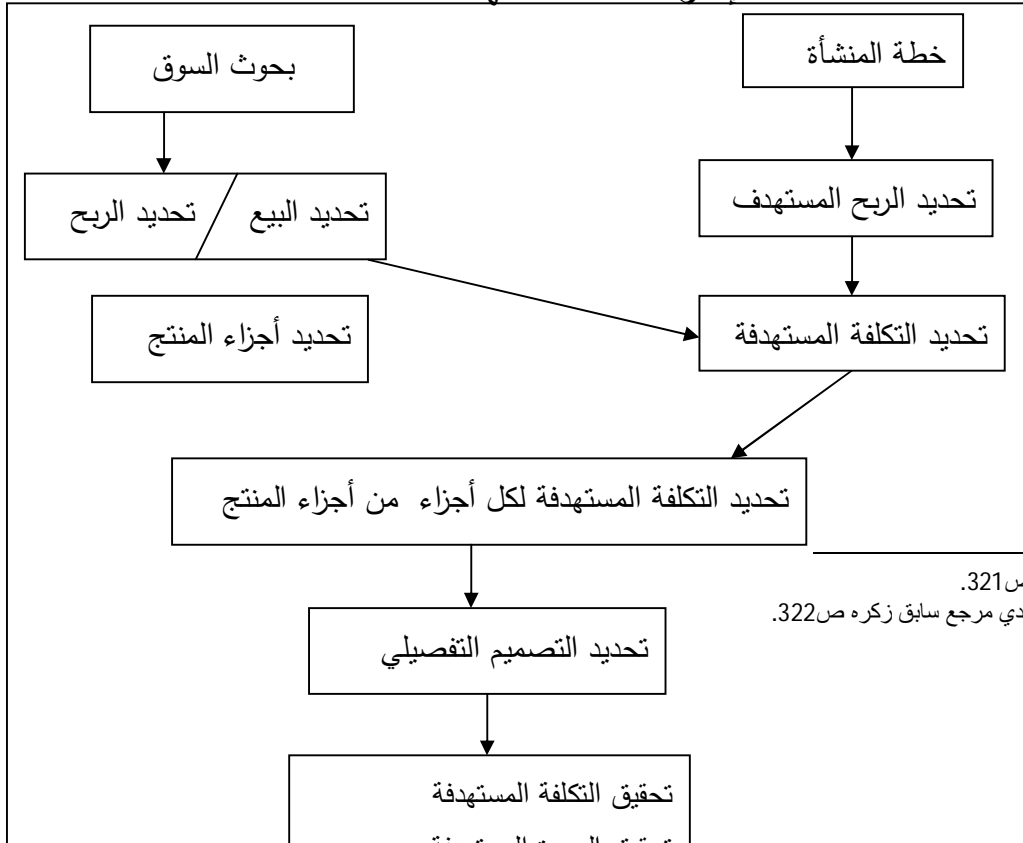 خطة المنشأة
بحوث السوق
تحديد الربح المستهدف
تحديد البيع / تحديد الربح
تحديد التكلفة المستهدفة
تحديد أجزاء المنتج
تحديد التكلفة المستهدفة لكل أجزاء من أجزاء المنتج
ص321.
دي مرجع سابق زكره ص322.
تحديد التصميم التفصيلي
تحقيق التكلفة المستهدفة